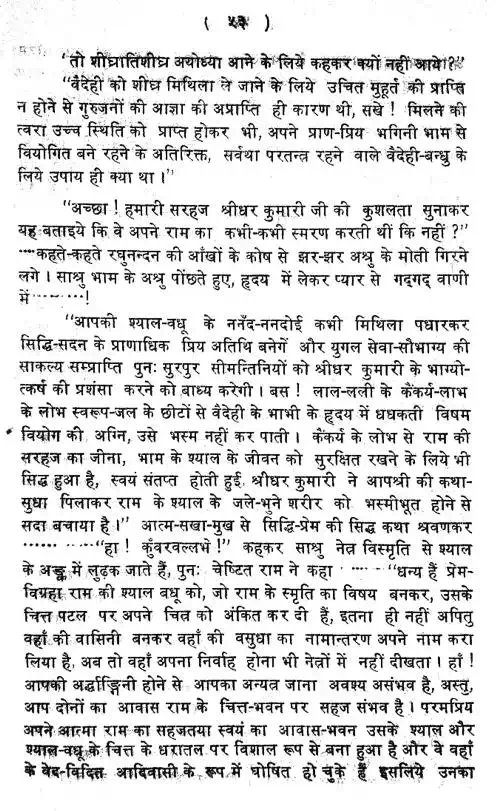 ( ५३ )
"तो शीघ्रातिशीघ्र अयोध्या आने के लिये कहकर क्यों नहीं आये ?"
"वैदेही को शीघ्र मिथिला ले जाने के लिये उचित मुहूर्त की प्राप्ति
न होने से गुरुजनों की आज्ञा की अप्राप्ति ही कारण थी, सखे ! मिलने की
त्वरा उच्च स्थिति को प्राप्त होकर भी, अपने प्राण-प्रिय भगिनी भाम से
वियोगित बने रहने के अतिरिक्त, सर्वथा परतन्त्र रहने वाले वैदेही-बन्धु के
लिये उपाय ही क्या था ।"
"अच्छा ! हमारी सरहज श्रीधर कुमारी जी की कुशलता सुनाकर
यह बताइये कि वे अपने राम का कभी-कभी स्मरण करती थीं कि नहीं ?"
····कहते-कहते रघुनन्दन की आंखों के कोष से झर-झर अश्रु के मोती गिरने
लगे । साश्रु भाम के अश्रु पोंछते हुए, हृदय में लेकर प्यार से गद्गद् वाणी
में ········!
"आपकी श्याल-वधू के ननँद-ननदोई कभी मिथिला पधारकर
सिद्धि-सदन के प्राणाधिक प्रिय अतिथि बनेगें और युगल सेवा-सौभाग्य की
साकल्य सम्प्राप्ति पुनः सुरपुर सीमन्तिनियों को श्रीधर कुमारी के भाग्यो-
त्कर्ष की प्रशंसा करने को बाध्य करेगी । बस ! लाल-लली के कैंकर्य-लाभ
के लोभ स्वरूप-जल के छीटों से वैदेही के भाभी के हृदय में धधकती विषम
वियोग की अग्नि, उसे भस्म नहीं कर पाती । कैंकर्य के लोभ से राम की
सरहज का जीना, भाम के श्याल के जीवन को सुरक्षित रखने के लिये भी
सिद्ध हुआ है, स्वयं संतप्त होती हुई श्रीधर कुमारी ने आपश्री की कथा-
सुधा पिलाकर राम के श्याल के जले-भुने शरीर को भस्मीभूत होने से
सदा बचाया है ।" आत्म-सखा-मुख से सिद्धि-प्रेम की सिद्ध कथा श्रवणकर
········ ····"हा ! कुँवरवल्लभे !" कहकर साश्रु नेत्र विस्मृति से श्याल
के अङ्क में लुढ़क जाते हैं, पुनः चेष्टित राम ने कहा ········"धन्य हैं प्रेम-
विग्रहा राम की श्याल वधू को, जो राम के स्मृति का विषय बनकर, उसके
चित्त पटल पर अपने चित्र को अंकित कर दी हैं, इतना ही नहीं अपितु
वहाँ की वासिनी बनकर वहाँ की वसुधा का नामान्तरण अपने नाम करा
लिया है, अब तो वहाँ अपना निर्वाह होना भी नेत्रों में नहीं दीखता । हाँ !
आपकी अर्द्धाङ्गिनी होने से आपका अन्यत्र जाना अवश्य असंभव है, अस्तु,
आप दोनों का आवास राम के चित्त-भवन पर सहज संभव है । परमप्रिय
अपने आत्मा राम का सहजतया स्वयं का आवास-भवन उसके श्याल और
श्याल-वधू के चित्त के धरातल पर विशाल रूप से बना हुआ है और वे वहाँ
के वेद-विदित आदिवासी के रूप में घोषित हो चुके हैं इसलिये उनका